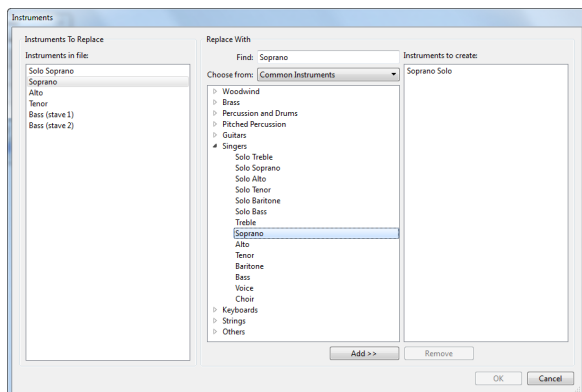 Instruments
Instruments To Replace
Instruments in file:
Solo Soprano
Soprano
Alto
Tenor
Bass (stave 1)
Bass (stave 2)
Replace With
Find: Soprano
Choose from: Common Instruments
Woodwind
Brass
Percussion and Drums
Pitched Percussion
Guitars
Singers
Solo Treble
Solo Soprano
Solo Alto
Solo Tenor
Solo Baritone
Solo Bass
Treble
Soprano
Alto
Tenor
Baritone
Bass
Voice
Choir
Keyboards
Strings
Others
Instruments to create:
Soprano Solo
Add >>
Remove
OK
Cancel